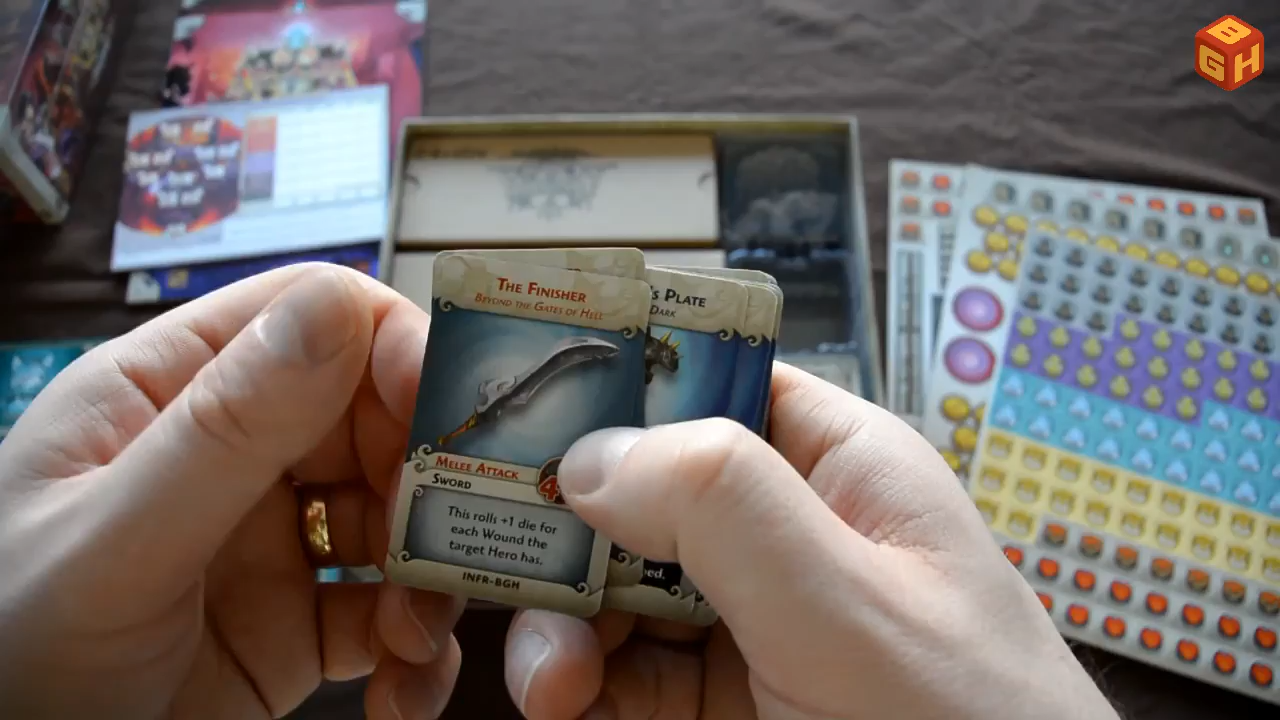 B
G H
THE FINISHER
BEYOND THE GATES OF HELL
'S PLATE
DARK
MELEE ATTACK
4
SWORD
This rolls +1 die for
each Wound the
target Hero has.
INFR-BGH